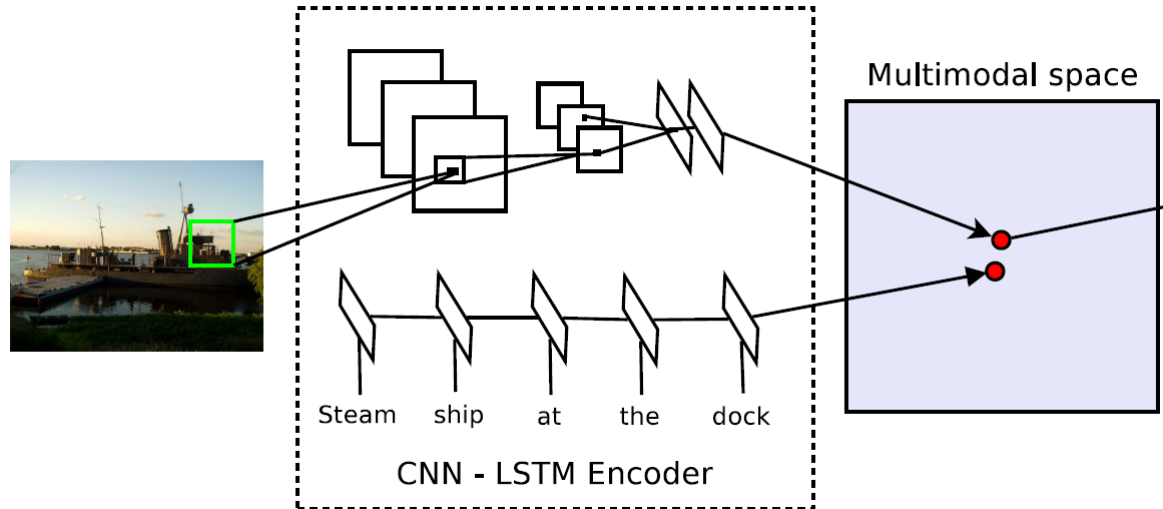 Multimodal space
Steam ship at the dock
CNN - LSTM Encoder